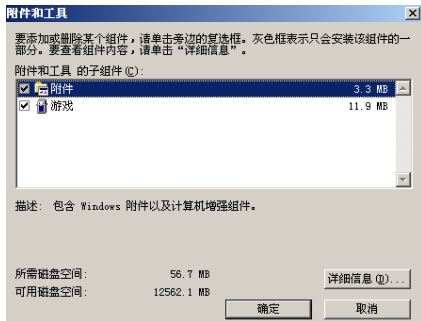 附件和工具
要添加或删除某个组件，请单击旁边的复选框。灰色框表示只会安装该组件的一
部分。要查看组件内容，请单击“详细信息”。
附件和工具 的子组件(C):
附件 3.3 MB
游戏 11.9 MB
描述: 包含 Windows 附件以及计算机增强组件。
所需磁盘空间: 56.7 MB
可用磁盘空间: 12562.1 MB
详细信息(D)...
确定 取消